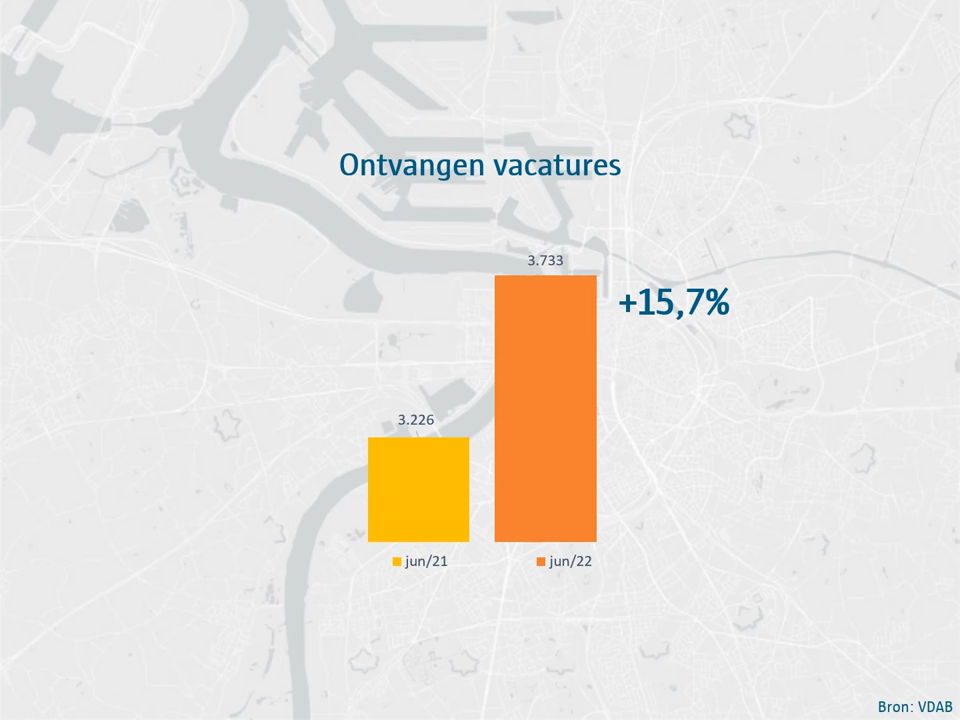 Ontvangen vacatures
3.733
+15,7%
3.226
jun/21
jun/22
Bron: VDAB